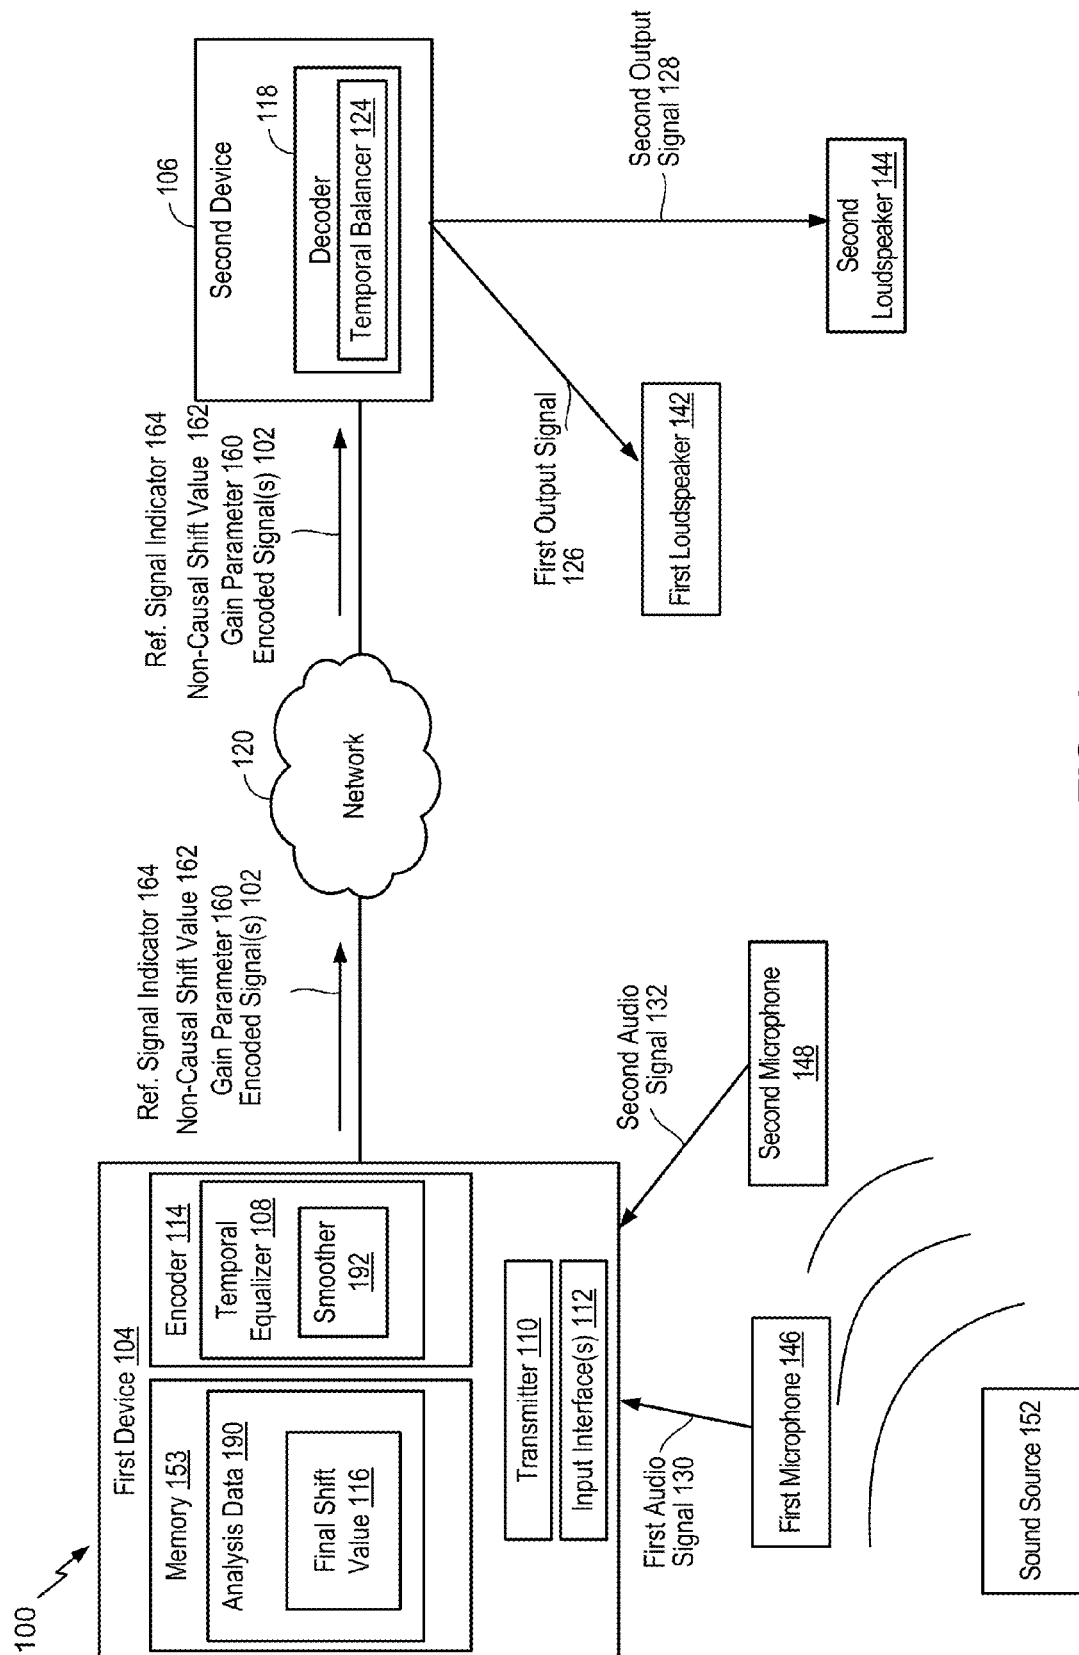 100
First Device 104
Memory 153
Analysis Data 190
Final Shift
Value 116
Encoder 114
Temporal
Equalizer 108
Smoother
192
Transmitter 110
Input Interface(s) 112
First Audio
Signal 130
Second Audio
Signal 132
First Microphone 146
Second Microphone
148
Sound Source 152
Ref. Signal Indicator 164
Non-Causal Shift Value 162
Gain Parameter 160
Encoded Signal(s) 102
120
Network
Ref. Signal Indicator 164
Non-Causal Shift Value 162
Gain Parameter 160
Encoded Signal(s) 102
106
Second Device
118
Decoder
Temporal Balancer 124
First Output Signal
126
Second Output
Signal 128
First Loudspeaker 142
Second
Loudspeaker 144